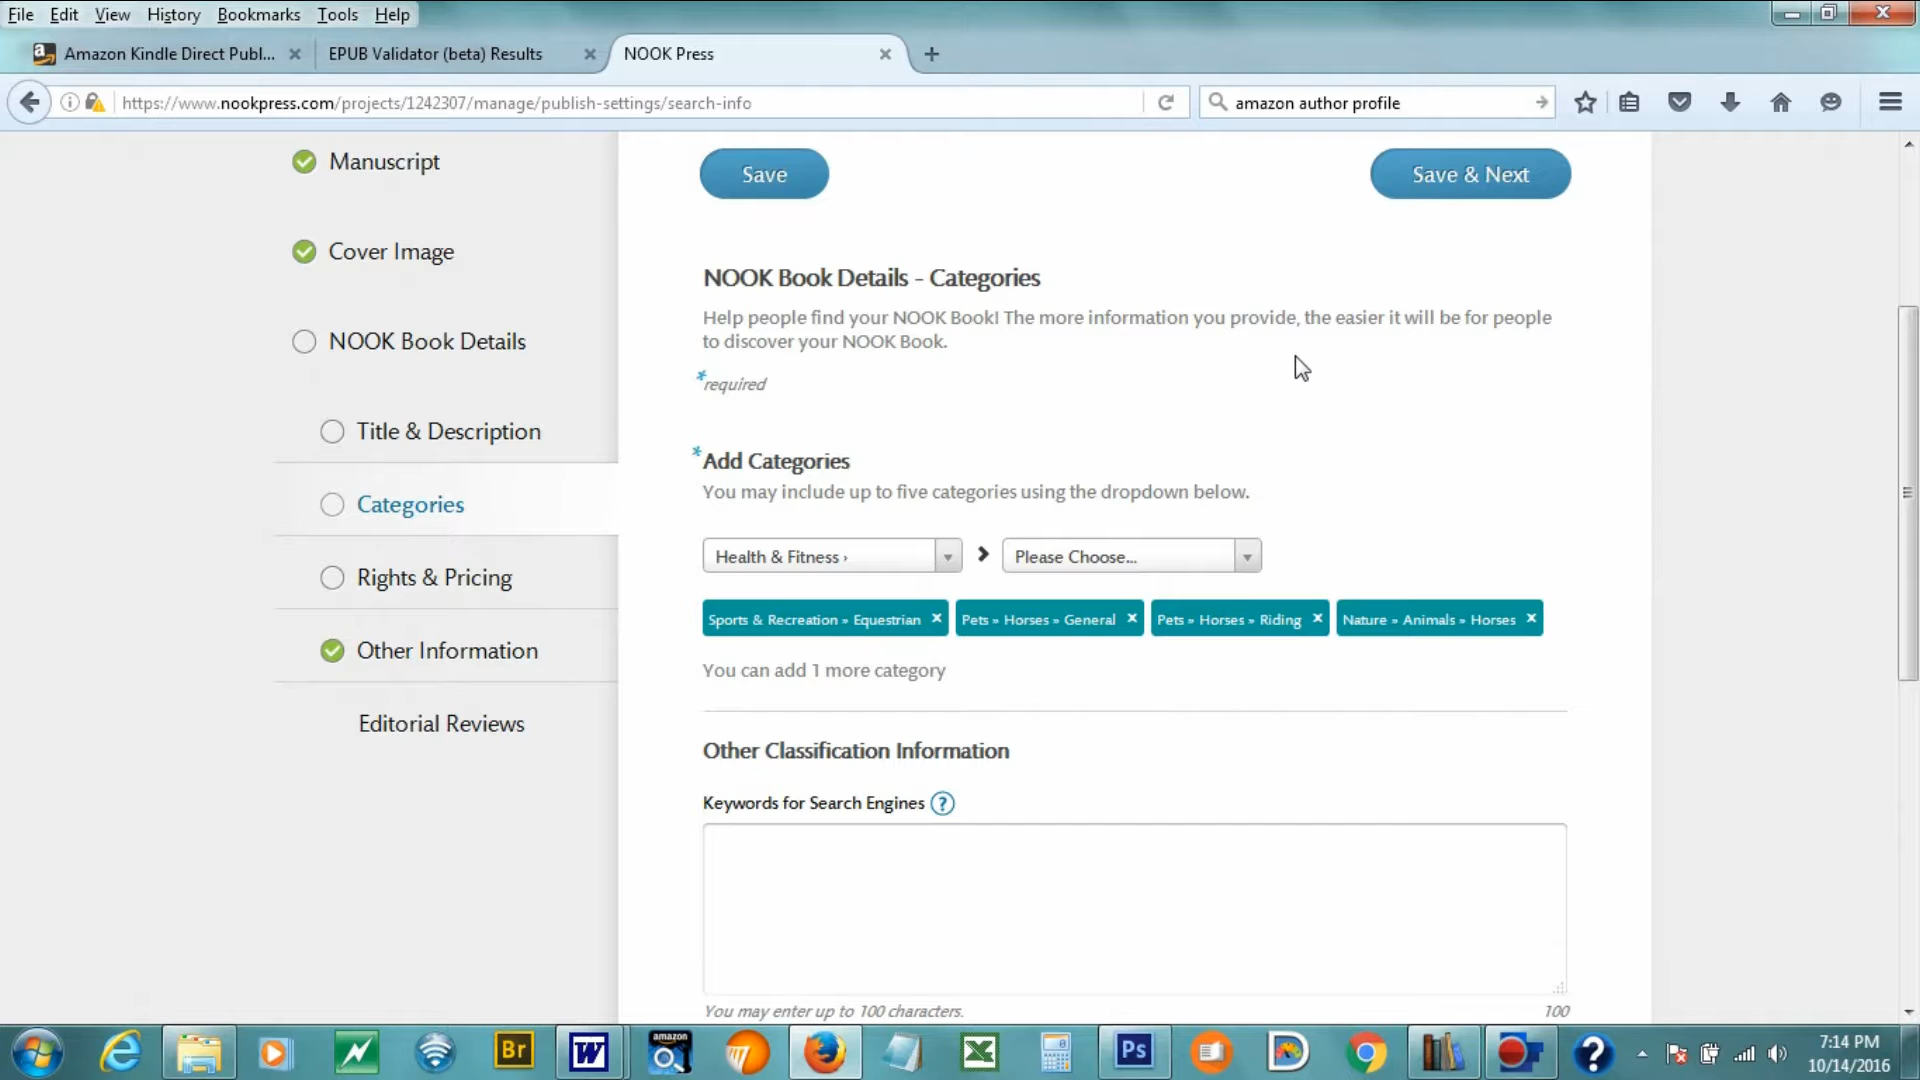 File Edit View History Bookmarks Tools Help
Amazon Kindle Direct Publ...
EPUB Validator (beta) Results
NOOK Press
https://www.nookpress.com/projects/1242307/manage/publish-settings/search-info
amazon author profile
Manuscript
Cover Image
NOOK Book Details
Title & Description
Categories
Rights & Pricing
Other Information
Editorial Reviews
Save
Save & Next
NOOK Book Details - Categories
Help people find your NOOK Book! The more information you provide, the easier it will be for people
to discover your NOOK Book.
*required
*Add Categories
You may include up to five categories using the dropdown below.
Health & Fitness ›
Please Choose...
Sports & Recreation » Equestrian ×
Pets » Horses » General ×
Pets » Horses » Riding ×
Nature » Animals » Horses ×
You can add 1 more category
Other Classification Information
Keywords for Search Engines ?
You may enter up to 100 characters.
100
Br
W
amazon
Ps
7:14 PM
10/14/2016